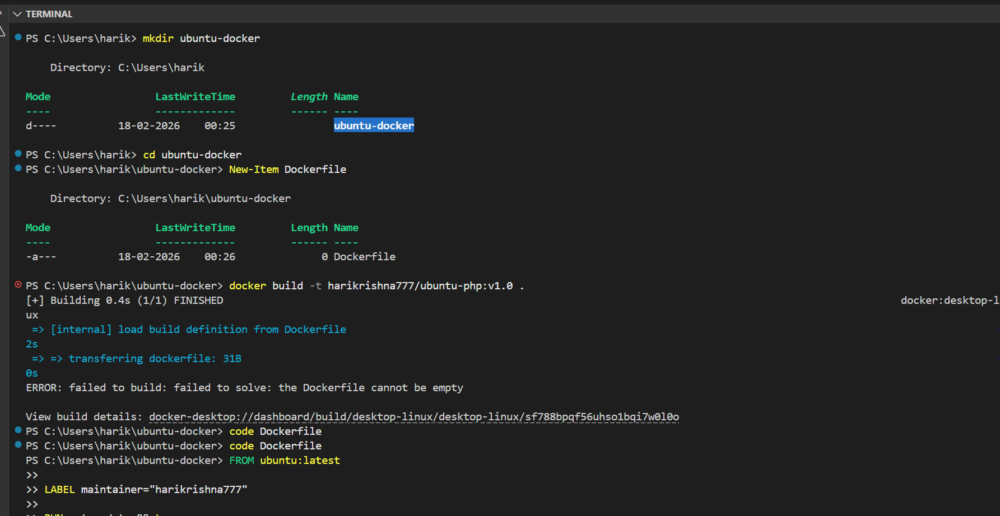 TERMINAL
PS C:\Users\harik> mkdir ubuntu-docker
Directory: C:\Users\harik
Mode LastWriteTime Length Name
---- ------------- ------ ----
d---- 18-02-2026 00:25 ubuntu-docker
PS C:\Users\harik> cd ubuntu-docker
PS C:\Users\harik\ubuntu-docker> New-Item Dockerfile
Directory: C:\Users\harik\ubuntu-docker
Mode LastWriteTime Length Name
---- ------------- ------ ----
-a--- 18-02-2026 00:26 0 Dockerfile
PS C:\Users\harik\ubuntu-docker> docker build -t harikrishna777/ubuntu-php:v1.0 .
[+] Building 0.4s (1/1) FINISHED docker:desktop-l
ux
=> [internal] load build definition from Dockerfile
2s
=> => transferring dockerfile: 31B
0s
ERROR: failed to build: failed to solve: the Dockerfile cannot be empty
View build details: docker-desktop://dashboard/build/desktop-linux/desktop-linux/sf788bpqf56uhso1bqi7w0l0o
PS C:\Users\harik\ubuntu-docker> code Dockerfile
PS C:\Users\harik\ubuntu-docker> code Dockerfile
PS C:\Users\harik\ubuntu-docker> FROM ubuntu:latest
>>
>> LABEL maintainer="harikrishna777"
>>